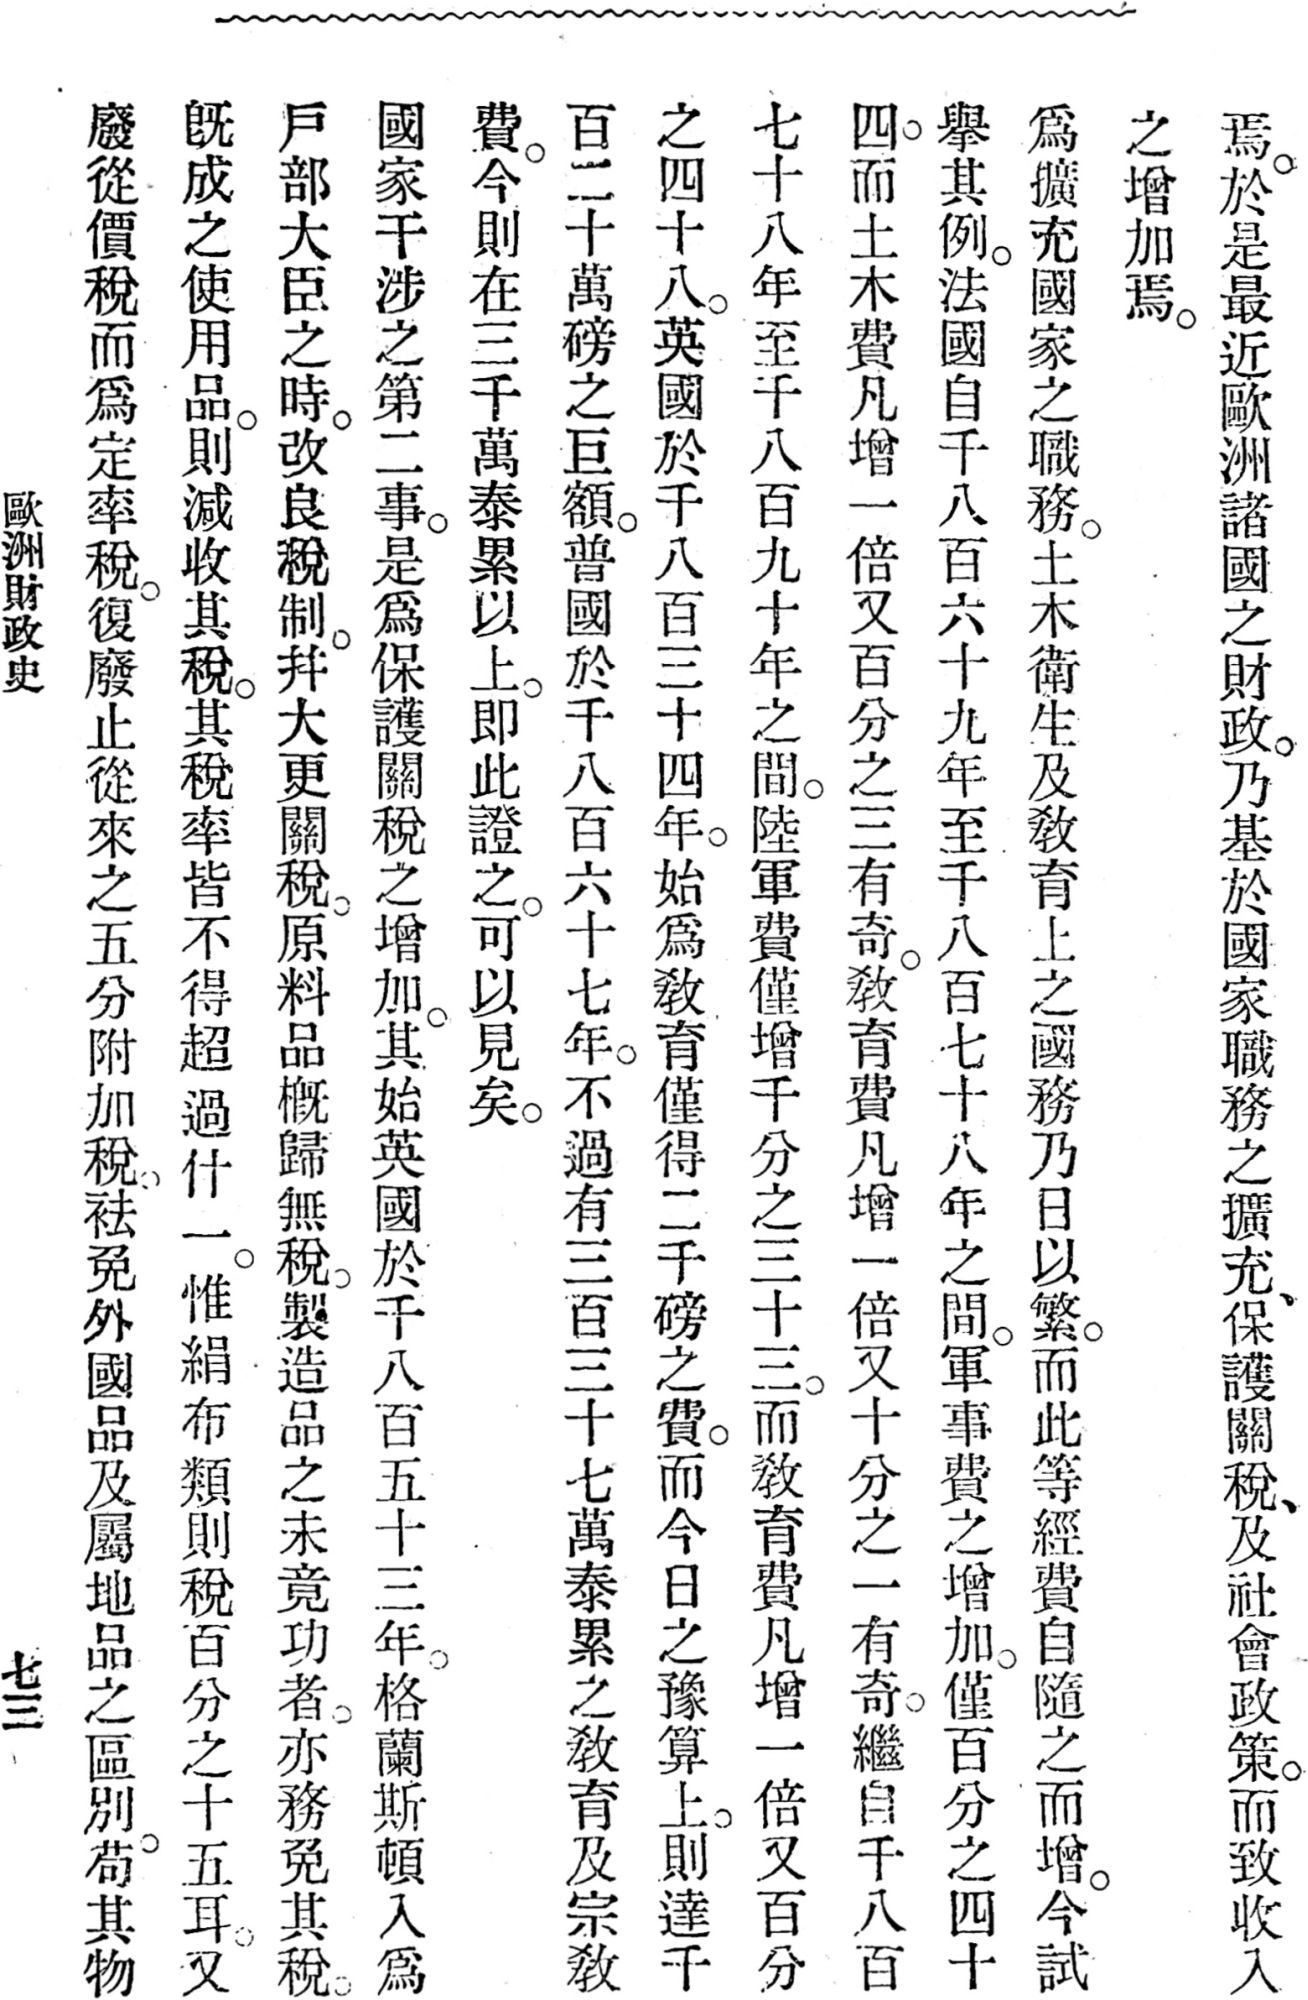 焉。於是最近歐洲諸國之財政。乃基於國家職務之擴充、保護關稅、及社會政策。而致收入
之增加焉。
爲擴充國家之職務。土木衛生及敎育上之國務乃日以繁。而此等經費自隨之而增。今試
擧其例。法國自千八百六十九年至千八百七十八年之間。軍事費之增加。僅百分之四十
四。而土木費凡增一倍又百分之三有奇。敎育費凡增一倍又十分之一有奇。繼自千八百
七十八年至千八百九十年之間。陸軍費僅增千分之三十三。而敎育費凡增一倍又百分
之四十八。英國於千八百三十四年。始爲敎育僅得二千磅之費。而今日之豫算上。則達千
百二十萬磅之巨額。普國於千八百六十七年。不過有三百三十七萬泰累之敎育及宗敎
費。今則在三千萬泰累以上。即此證之。可以見矣。
國家干涉之第二事。是爲保護關稅之增加。其始英國於千八百五十三年。格蘭斯頓入爲
戶部大臣之時。改良稅制。幷大更關稅。原料品槪歸無稅。製造品之未竟功者。亦務免其稅。
旣成之使用品。則減收其稅。其稅率皆不得超過什一。惟絹布類則稅百分之十五耳。又
廢從價稅而爲定率稅。復廢止從來之五分附加稅。袪免外國品及屬地品之區別。苟其物
歐洲財政史
七三